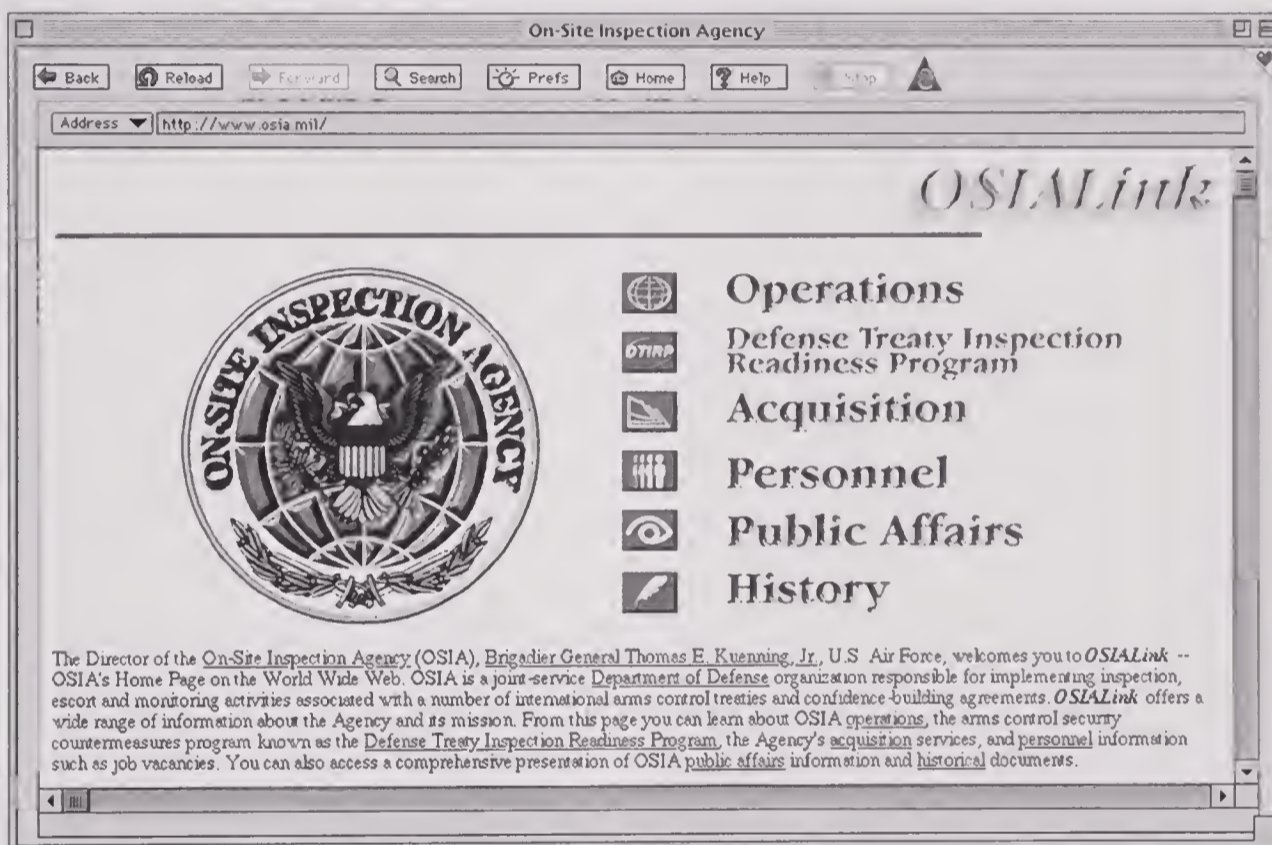 On-Site Inspection Agency
Back Reload Forward Search Prefs Home Help Stop
Address http://www.osia.mil/
OSIALink
ON-SITE INSPECTION AGENCY
Operations
DTIRP
Defense Treaty Inspection
Readiness Program
Acquisition
Personnel
Public Affairs
History
The Director of the On-Site Inspection Agency (OSIA), Brigadier General Thomas E. Kuenning, Jr., U.S Air Force, welcomes you to OSIALink --
OSIA's Home Page on the World Wide Web. OSIA is a joint-service Department of Defense organization responsible for implementing inspection,
escort and monitoring activities associated with a number of international arms control treaties and confidence-building agreements. OSIALink offers a
wide range of information about the Agency and its mission. From this page you can learn about OSIA operations, the arms control security
countermeasures program known as the Defense Treaty Inspection Readiness Program, the Agency's acquisition services, and personnel information
such as job vacancies. You can also access a comprehensive presentation of OSIA public affairs information and historical documents.